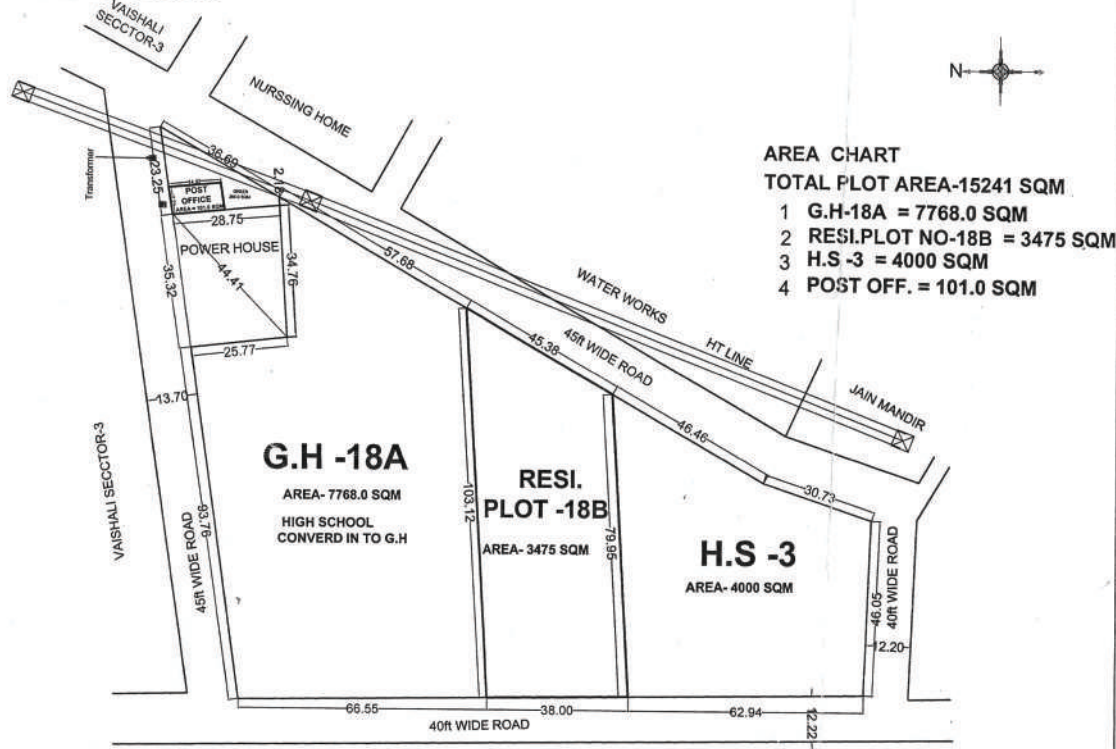 VAISHALI
SECCTOR-3
NURSSING HOME
N
AREA CHART
TOTAL PLOT AREA-15241 SQM
1 G.H-18A = 7768.0 SQM
2 RESI.PLOT NO-18B = 3475 SQM
3 H.S -3 = 4000 SQM
4 POST OFF. = 101.0 SQM
Transformer
36.69
23.25
POST
OFFICE
AREA = 101.0 SQM
28.75
POWER HOUSE
35.32
44.41
34.76
25.77
57.68
WATER WORKS
HT LINE
JAIN MANDIR
45ft WIDE ROAD
45.38
46.46
30.73
13.70
VAISHALI SECCTOR-3
45ft WIDE ROAD
93.76
G.H -18A
AREA- 7768.0 SQM
HIGH SCHOOL
CONVERD IN TO G.H
103.12
RESI.
PLOT -18B
AREA- 3475 SQM
79.95
H.S -3
AREA- 4000 SQM
46.05
40ft WIDE ROAD
12.20
66.55
38.00
62.94
12.22
40ft WIDE ROAD